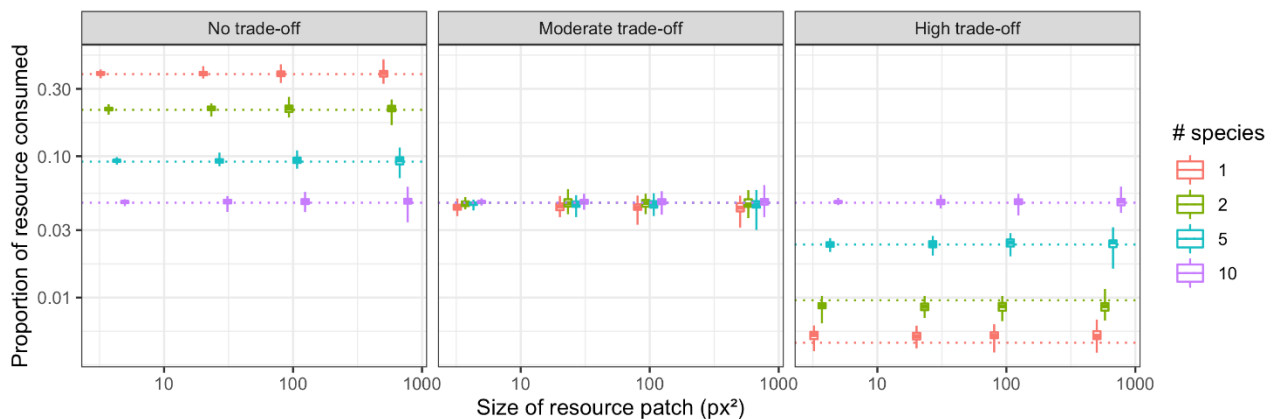 No trade-off Moderate trade-off High trade-off
Proportion of resource consumed
0.30
0.10
0.03
0.01
10 100 1000 10 100 1000 10 100 1000
Size of resource patch (px²)
# species
1
2
5
10